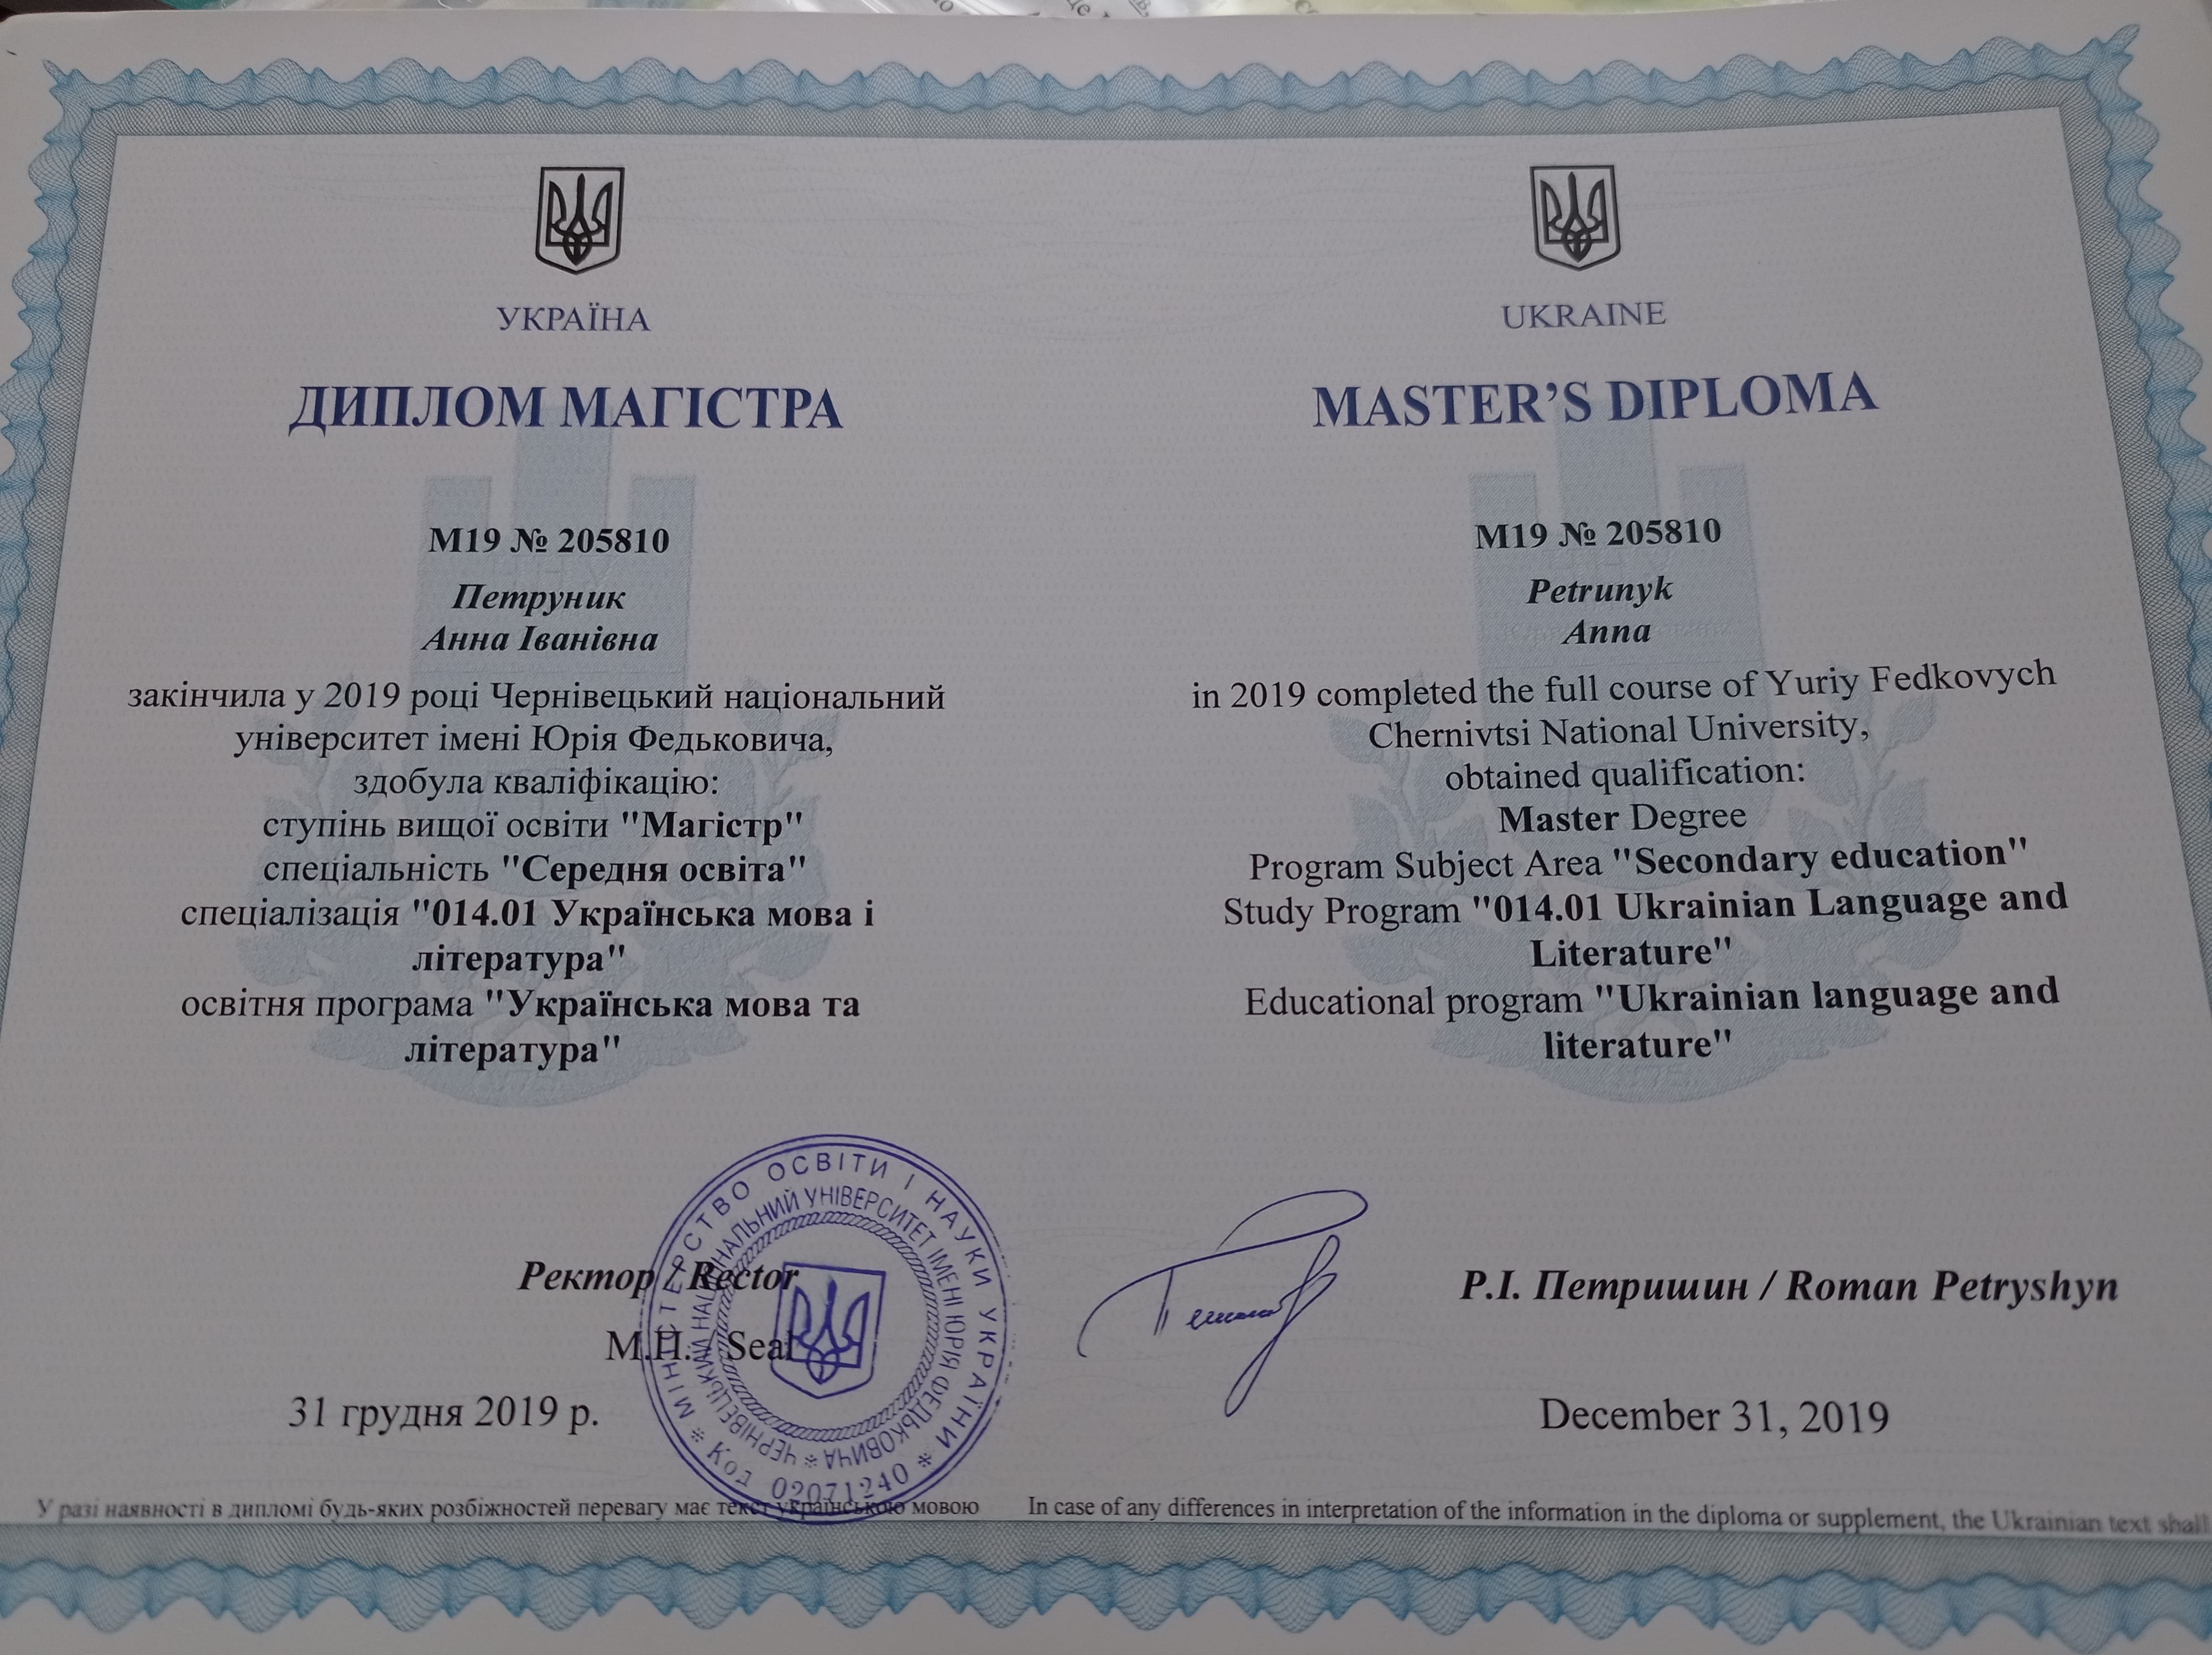 УКРАЇНА
ДИПЛОМ МАГІСТРА
М19 № 205810
Петруник
Анна Іванівна
закінчила у 2019 році Чернівецький національний
університет імені Юрія Федьковича,
здобула кваліфікацію:
ступінь вищої освіти "Магістр"
спеціальність "Середня освіта"
спеціалізація "014.01 Українська мова і
література"
освітня програма "Українська мова та
література"
UKRAINE
MASTER’S DIPLOMA
M19 № 205810
Petrunyk
Anna
in 2019 completed the full course of Yuriy Fedkovych
Chernivtsi National University,
obtained qualification:
Master Degree
Program Subject Area "Secondary education"
Study Program "014.01 Ukrainian Language and
Literature"
Educational program "Ukrainian language and
literature"
Ректор / Rector
Р.І. Петришин / Roman Petryshyn
М.П. Seal
31 грудня 2019 р.
December 31, 2019
МІНІСТЕРСТВО ОСВІТИ І НАУКИ УКРАЇНИ
* Код 02071240 *
ЧЕРНІВЕЦЬКИЙ НАЦІОНАЛЬНИЙ УНІВЕРСИТЕТ ІМЕНІ ЮРІЯ ФЕДЬКОВИЧА *
У разі наявності в дипломі будь-яких розбіжностей перевагу має текст українською мовою
In case of any differences in interpretation of the information in the diploma or supplement, the Ukrainian text shall